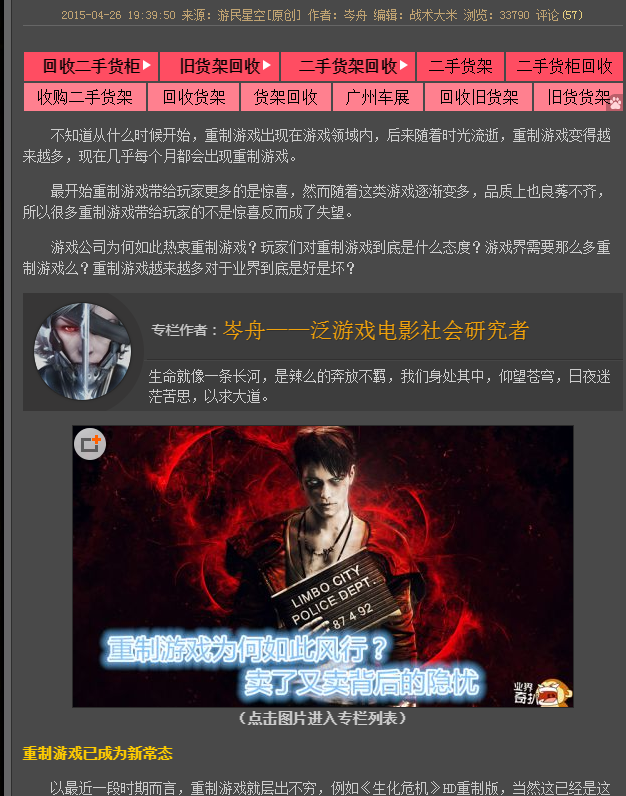 2015-04-26 19:39:50 来源：游民星空[原创] 作者：岑舟 编辑：战术大米 浏览：33790 评论(57)
回收二手货柜 旧货架回收 二手货架回收 二手货架 二手货柜回收
收购二手货架 回收货架 货架回收 广州车展 回收旧货架 旧货货架
不知道从什么时候开始，重制游戏出现在游戏领域内，后来随着时光流逝，重制游戏变得越
来越多，现在几乎每个月都会出现重制游戏。
最开始重制游戏带给玩家更多的是惊喜，然而随着这类游戏逐渐变多，品质上也良莠不齐，
所以很多重制游戏带给玩家的不是惊喜反而成了失望。
游戏公司为何如此热衷重制游戏？玩家们对重制游戏到底是什么态度？游戏界需要那么多重
制游戏么？重制游戏越来越多对于业界到底是好是坏？
专栏作者：岑舟——泛游戏电影社会研究者
生命就像一条长河，是辣么的奔放不羁，我们身处其中，仰望苍穹，日夜迷
茫苦思，以求大道。
LIMBO CITY
POLICE DEPT.
87 4 92
重制游戏为何如此风行？
卖了又卖背后的隐忧
业界
奇扒
（点击图片进入专栏列表）
重制游戏已成为新常态
以最近一段时期而言，重制游戏就层出不穷，例如《生化危机》HD重制版，当然这已经是这